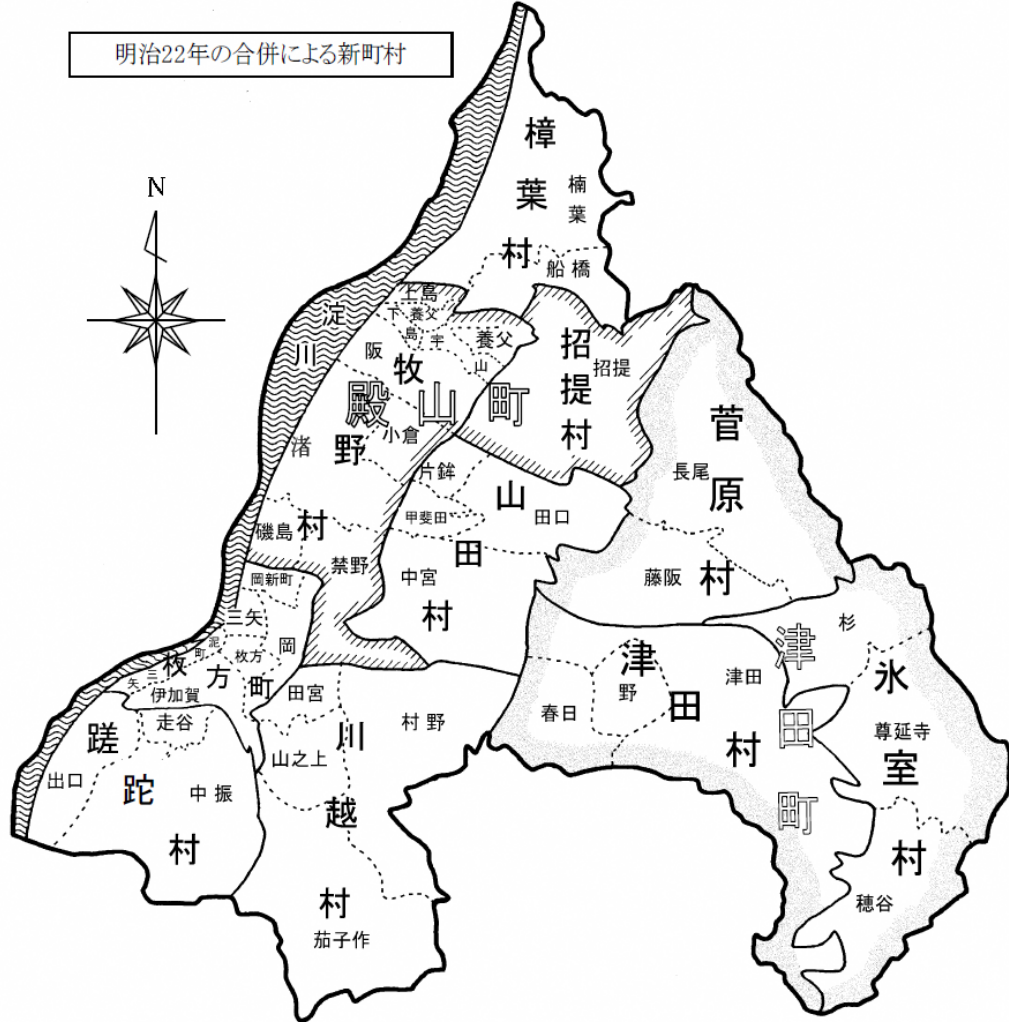 明治22年の合併による新町村
N
樟葉村
楠葉
船橋
淀川
上島
下島
養父
宇山
養父
阪
牧野村
殿山町
小倉
渚
磯島
禁野
招提村
招提
片鉾
甲斐田
田口
中宮
山田村
菅原村
長尾
藤阪
岡新町
三矢
岡
泥町
枚方
枚方町
三矢
伊加賀
蹉跎村
走谷
出口
中振
田宮
村野
山之上
川越村
茄子作
津田村
春日
野
津田
津田町
杉
氷室村
尊延寺
穂谷